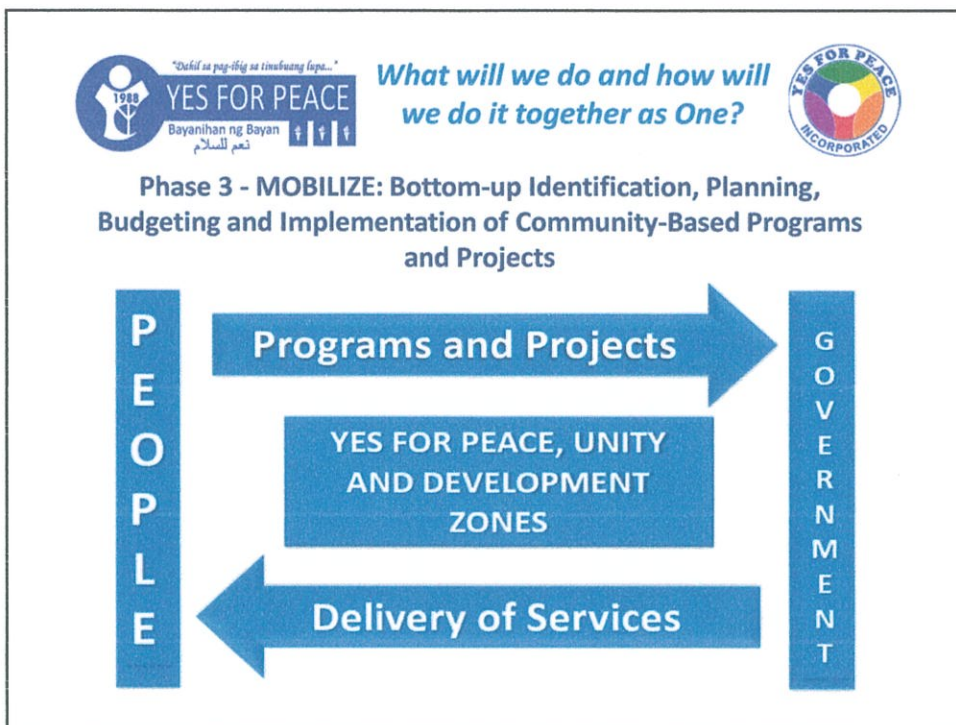 "Dahil sa pag-ibig sa tinubuang lupa..."
1988
YES FOR PEACE
Bayanihan ng Bayan
نعم للسلام
What will we do and how will
we do it together as One?
YES FOR PEACE
INCORPORATED
Phase 3 - MOBILIZE: Bottom-up Identification, Planning,
Budgeting and Implementation of Community-Based Programs
and Projects
PEOPLE
Programs and Projects
YES FOR PEACE, UNITY
AND DEVELOPMENT
ZONES
Delivery of Services
GOVERNMENT